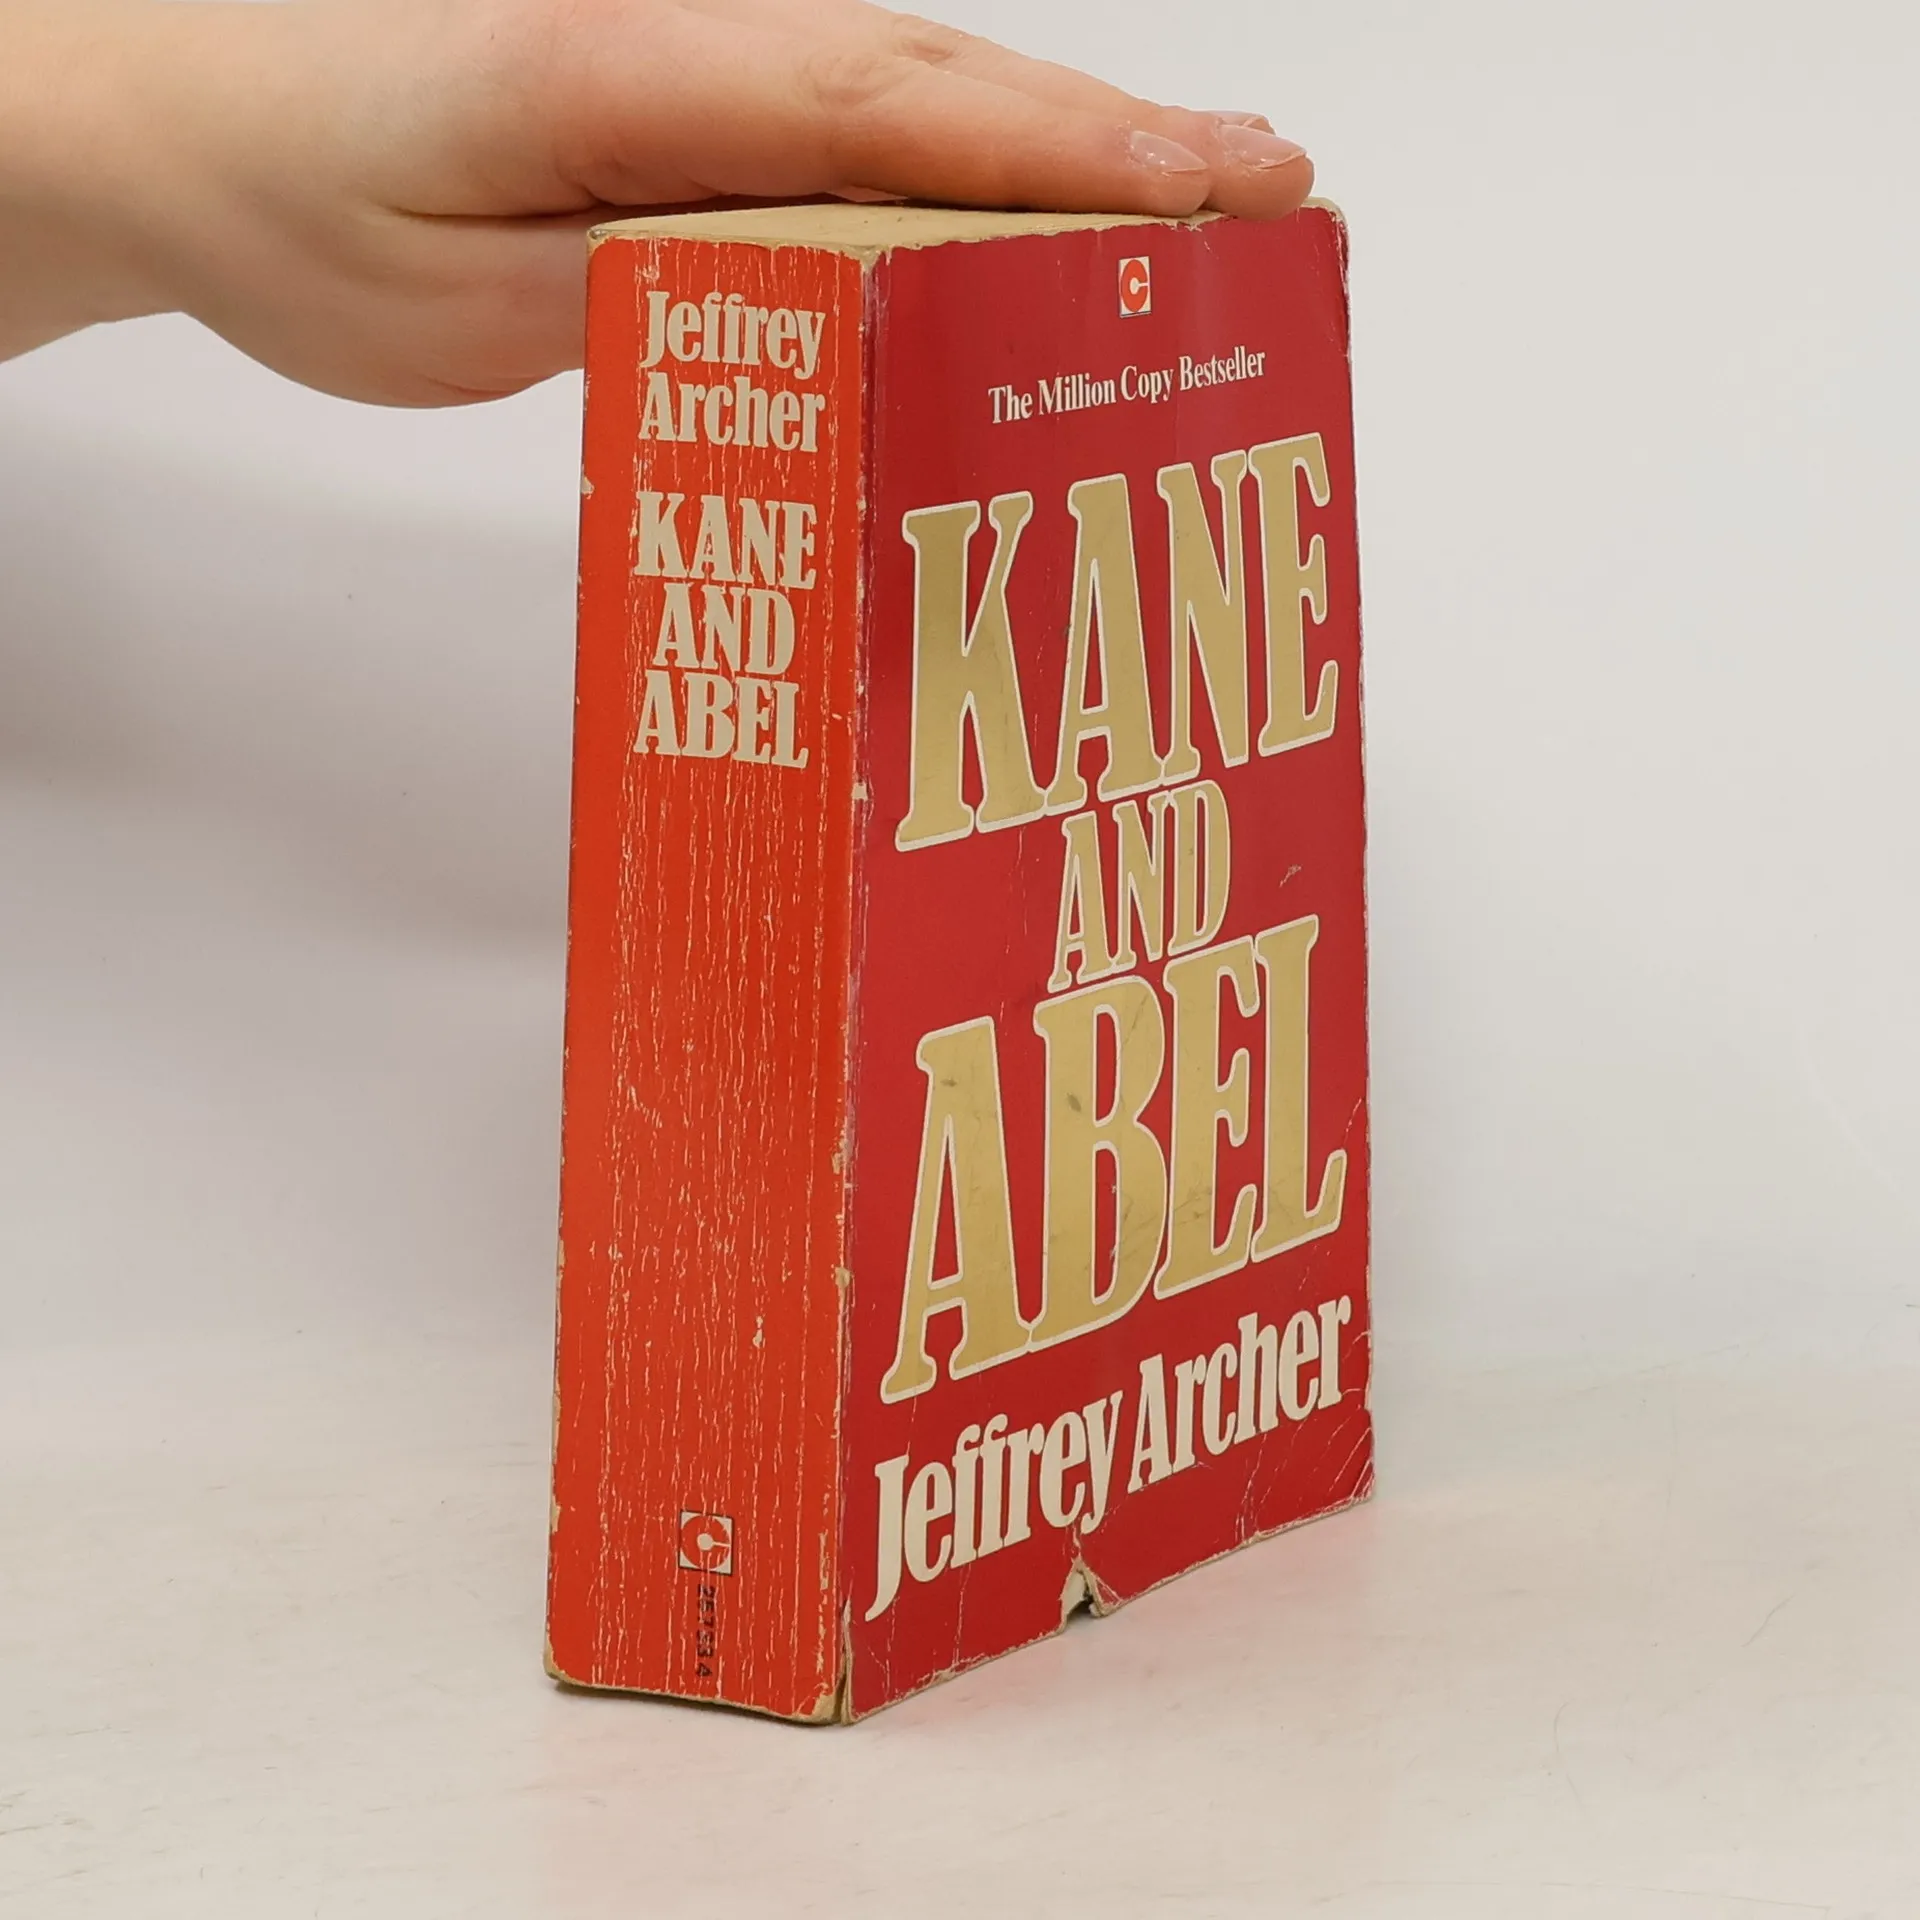 Jeffrey
Archer
KANE
AND
ABEL
The Million Copy Bestseller
KANE
AND
ABEL
Jeffrey Archer